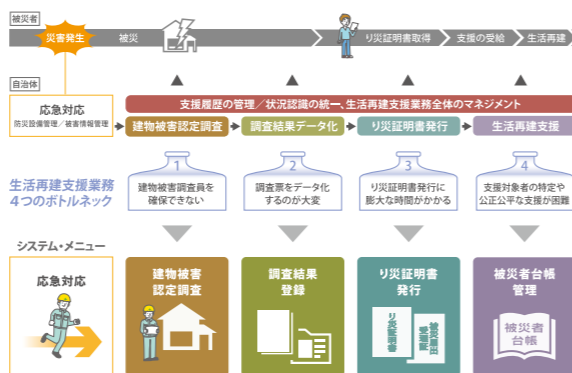 被災者
災害発生
被災
り災証明書取得
支援の受給
生活再建
自治体
応急対応
防災設備管理／被害情報管理
支援履歴の管理／状況認識の統一、生活再建支援業務全体のマネジメント
建物被害認定調査
調査結果データ化
り災証明書発行
生活再建支援
生活再建支援業務
4つのボトルネック
1
建物被害調査員を
確保できない
2
調査票をデータ化
するのが大変
3
り災証明書発行に
膨大な時間がかかる
4
支援対象者の特定や
公正公平な支援が困難
システム・メニュー
応急対応
建物被害
認定調査
調査結果
登録
り災証明書
発行
り災証明書
被災届出
受理証
被災者台帳
管理
被災者
台帳